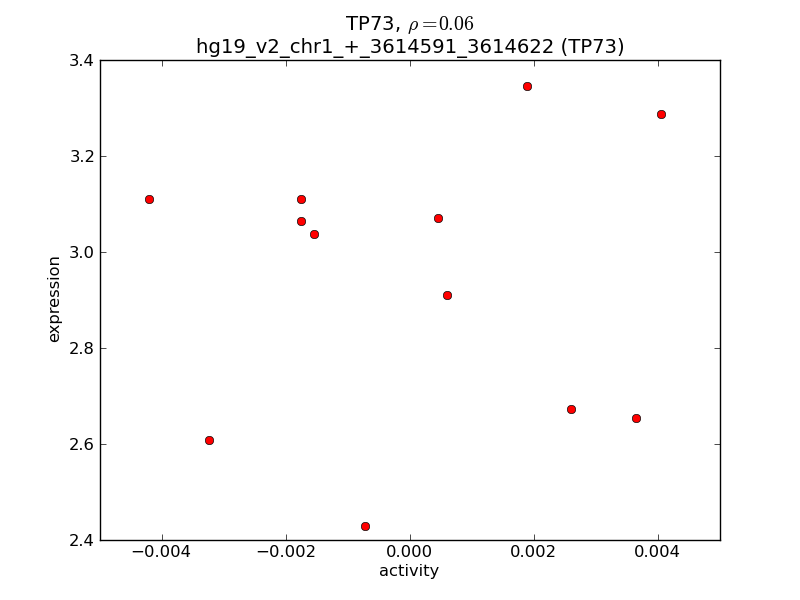 TP73, ρ=0.06
hg19_v2_chr1_+_3614591_3614622 (TP73)
3.4
3.2
3.0
2.8
2.6
2.4
expression
−0.004 −0.002 0.000 0.002 0.004
activity